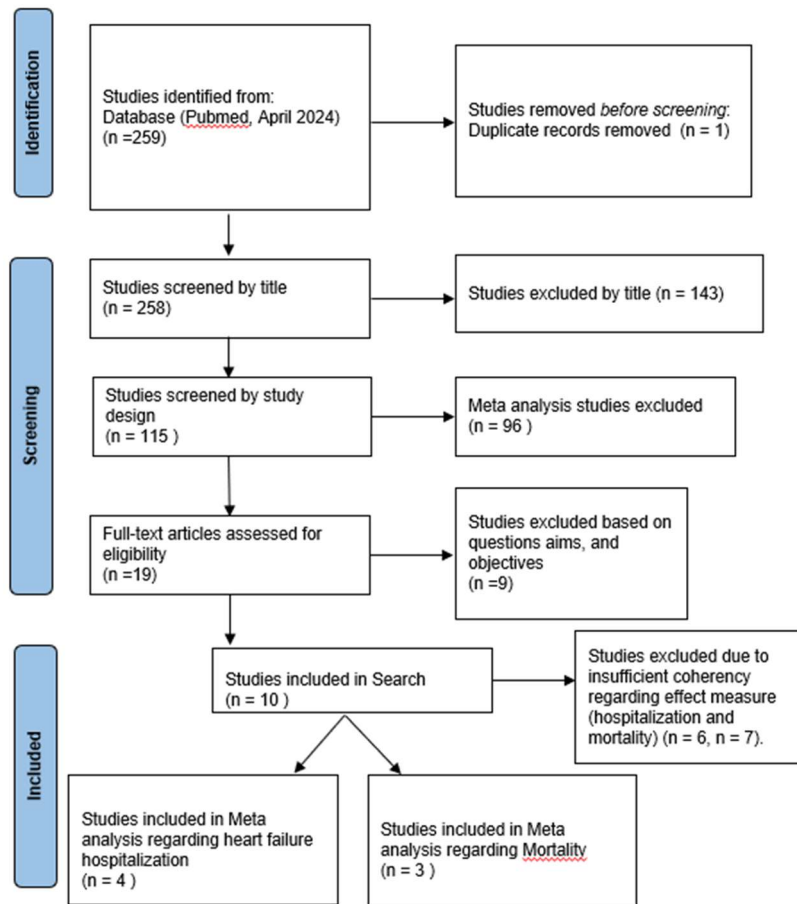 Identification
Studies identified from:
Database (Pubmed, April 2024)
(n =259)
Studies removed before screening:
Duplicate records removed (n = 1)
Screening
Studies screened by title
(n = 258)
Studies excluded by title (n = 143)
Studies screened by study
design
(n = 115 )
Meta analysis studies excluded
(n = 96 )
Full-text articles assessed for
eligibility
(n =19)
Studies excluded based on
questions aims, and
objectives
(n =9)
Included
Studies included in Search
(n = 10 )
Studies excluded due to
insufficient coherency
regarding effect measure
(hospitalization and
mortality) (n = 6, n = 7).
Studies included in Meta
analysis regarding heart failure
hospitalization
(n = 4 )
Studies included in Meta
analysis regarding Mortality
(n = 3 )